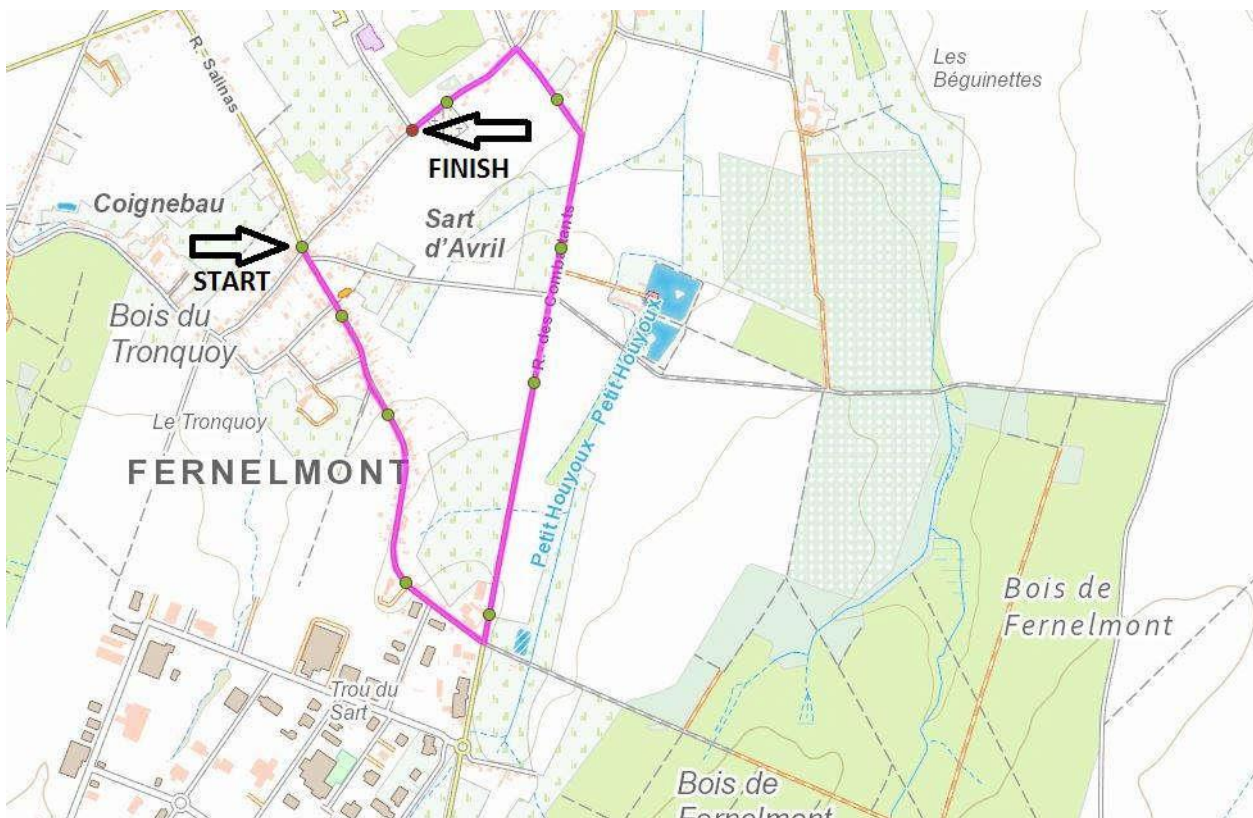 R - Salinas
Les
Béguinettes
FINISH
Coignebau
Sart
d'Avril
START
R. - des - Combattants
Bois du
Tronquoy
Petit Houyoux - Petit Houyoux
Le Tronquoy
FERNELMONT
Bois de
Fernelmont
Trou du
Sart
Bois de
Fernelmont